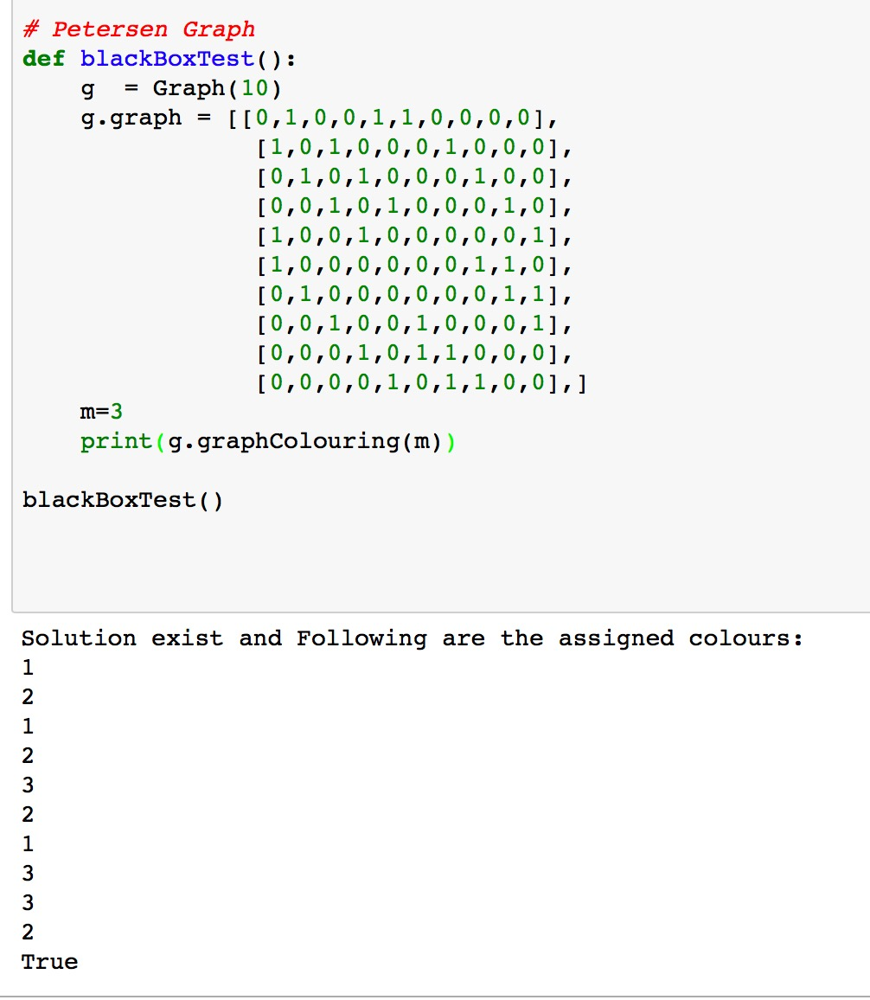 # Petersen Graph
def blackBoxTest():
    g  = Graph(10)
    g.graph = [[0,1,0,0,1,1,0,0,0,0],
                [1,0,1,0,0,0,1,0,0,0],
                [0,1,0,1,0,0,0,1,0,0],
                [0,0,1,0,1,0,0,0,1,0],
                [1,0,0,1,0,0,0,0,0,1],
                [1,0,0,0,0,0,0,1,1,0],
                [0,1,0,0,0,0,0,0,1,1],
                [0,0,1,0,0,1,0,0,0,1],
                [0,0,0,1,0,1,1,0,0,0],
                [0,0,0,0,1,0,1,1,0,0],]
    m=3
    print(g.graphColouring(m))
blackBoxTest()
Solution exist and Following are the assigned colours:
1
2
1
2
3
2
1
3
3
2
True